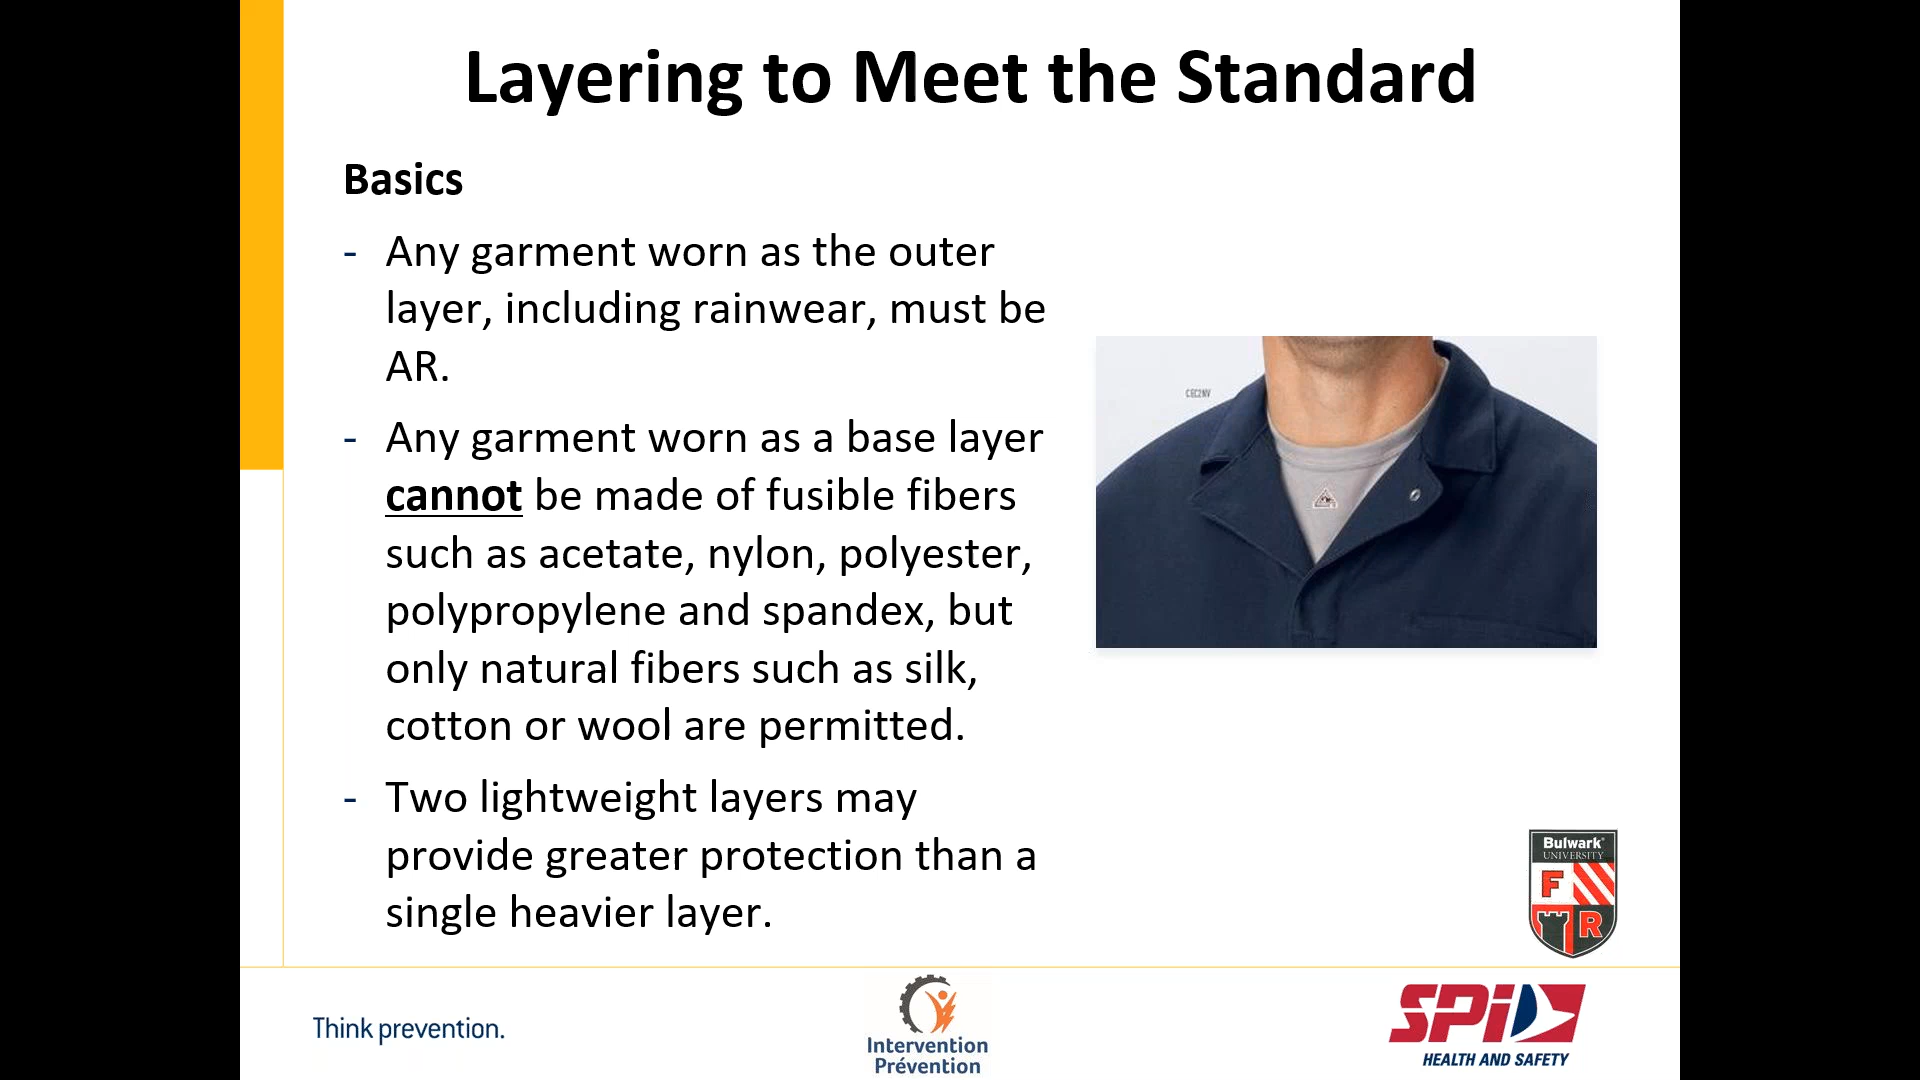 Layering to Meet the Standard
Basics
- Any garment worn as the outer
layer, including rainwear, must be
AR.
- Any garment worn as a base layer
cannot be made of fusible fibers
such as acetate, nylon, polyester,
polypropylene and spandex, but
only natural fibers such as silk,
cotton or wool are permitted.
- Two lightweight layers may
provide greater protection than a
single heavier layer.
CEC2NV
Bulwark®
UNIVERSITY
F
R
Think prevention.
Intervention
Prévention
SPi
HEALTH AND SAFETY